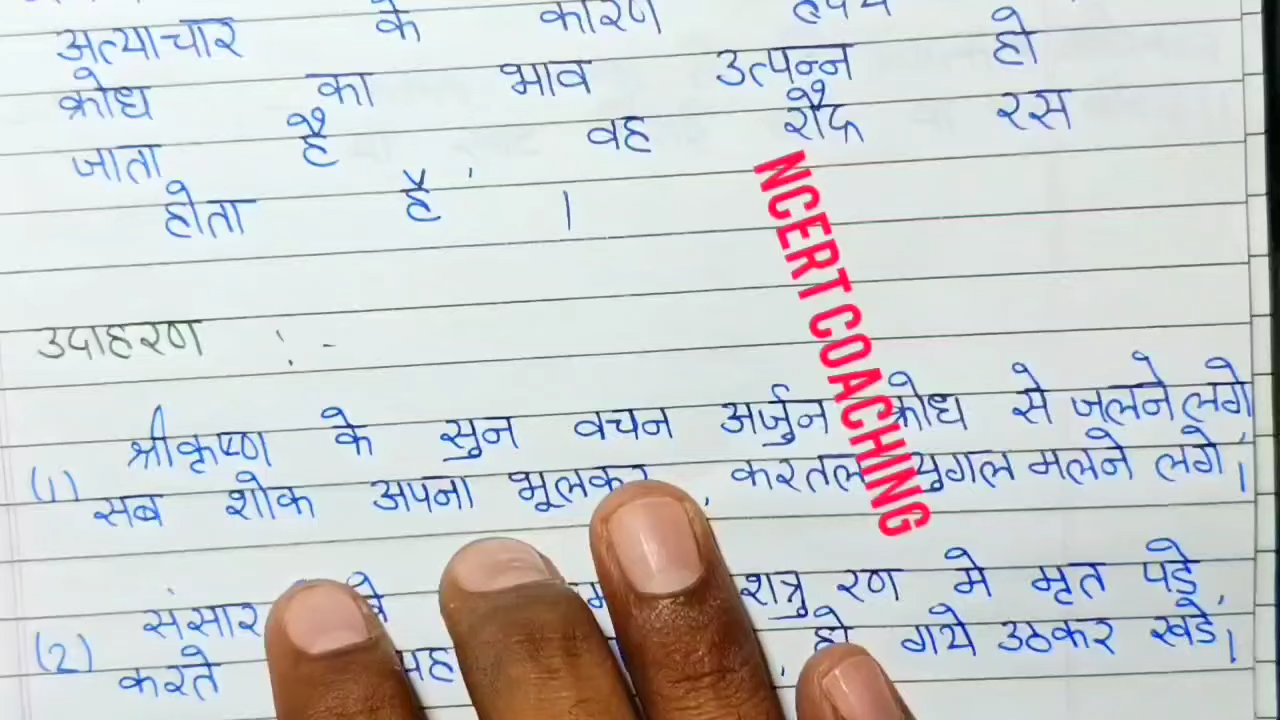 अत्याचार के कारण
क्रोध का भाव उत्पन्न हो
जाता है, वह रौद्र रस
होता है ।
NCERT COACHING
उदाहरण :-
(1) श्रीकृष्ण के सुन वचन अर्जुन क्रोध से जलने लगे,
सब शोक अपना भूलकर, करतल युगल मलने लगे।
(2) संसार शत्रु रण मे मृत पड़े,
करते यह, हो गये उठकर खड़े।